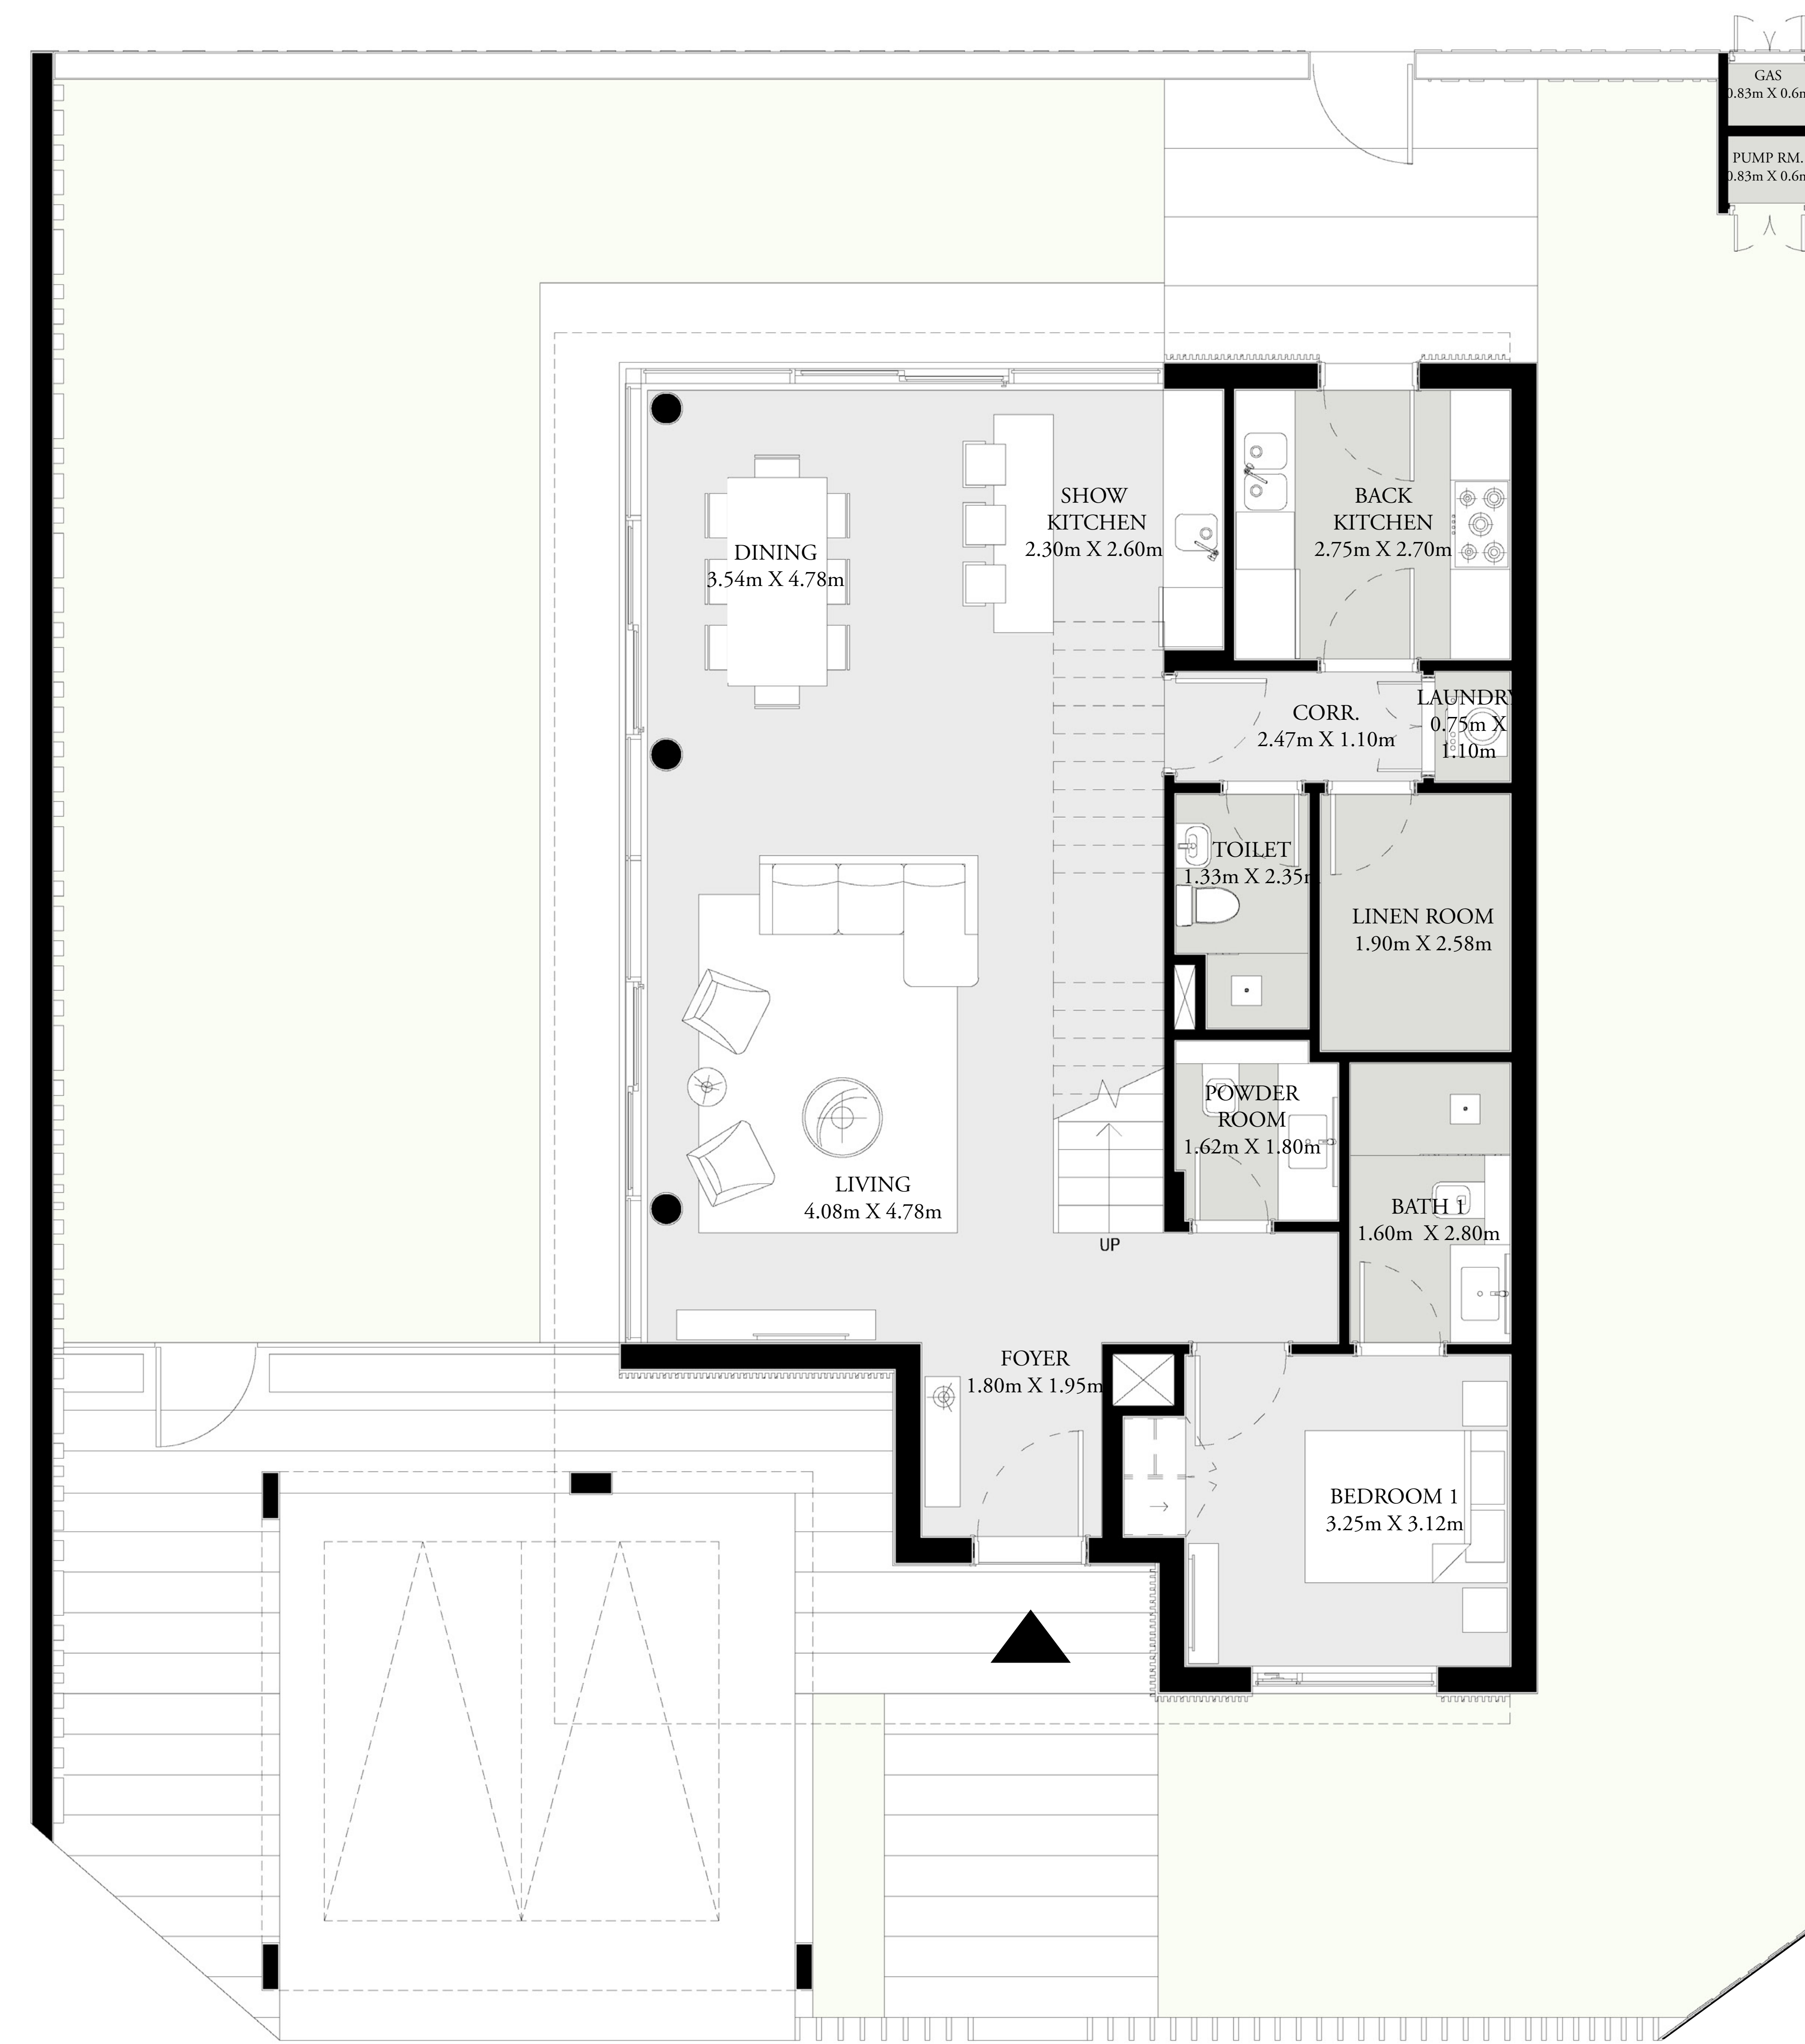 GAS
0.83m X 0.6m
PUMP RM.
0.83m X 0.6m
SHOW
KITCHEN
2.30m X 2.60m
BACK
KITCHEN
2.75m X 2.70m
DINING
3.54m X 4.78m
LAUNDRY
0.75m X
1.10m
CORR.
2.47m X 1.10m
TOILET
1.33m X 2.35m
LINEN ROOM
1.90m X 2.58m
POWDER
ROOM
1.62m X 1.80m
LIVING
4.08m X 4.78m
BATH 1
1.60m X 2.80m
UP
FOYER
1.80m X 1.95m
BEDROOM 1
3.25m X 3.12m